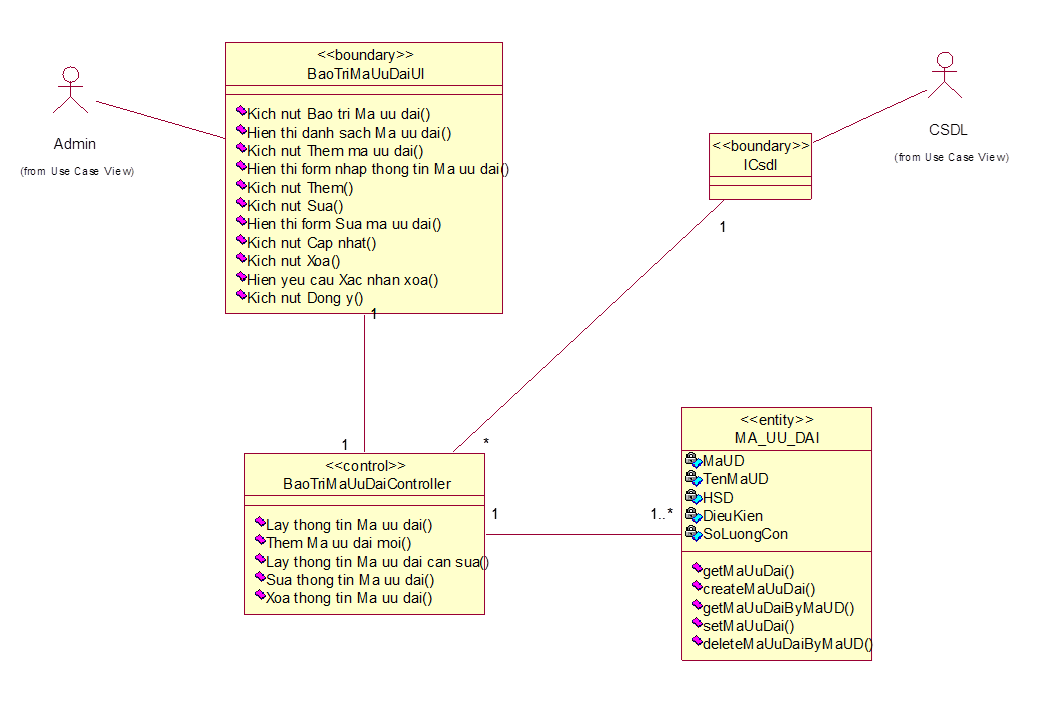 <<boundary>>
BaoTriMaUuDaiUI
Kich nut Bao tri Ma uu dai()
Hien thi danh sach Ma uu dai()
Kich nut Them ma uu dai()
Hien thi form nhap thong tin Ma uu dai()
Kich nut Them()
Kich nut Sua()
Hien thi form Sua ma uu dai()
Kich nut Cap nhat()
Kich nut Xoa()
Hien yeu cau Xac nhan xoa()
Kich nut Dong y()
Admin
(from Use Case View)
CSDL
(from Use Case View)
<<boundary>>
ICsdl
1
1
1
*
<<control>>
BaoTriMaUuDaiController
Lay thong tin Ma uu dai()
Them Ma uu dai moi()
Lay thong tin Ma uu dai can sua()
Sua thong tin Ma uu dai()
Xoa thong tin Ma uu dai()
1
1..*
<<entity>>
MA_UU_DAI
MaUD
TenMaUD
HSD
DieuKien
SoLuongCon
getMaUuDai()
createMaUuDai()
getMaUuDaiByMaUD()
setMaUuDai()
deleteMaUuDaiByMaUD()